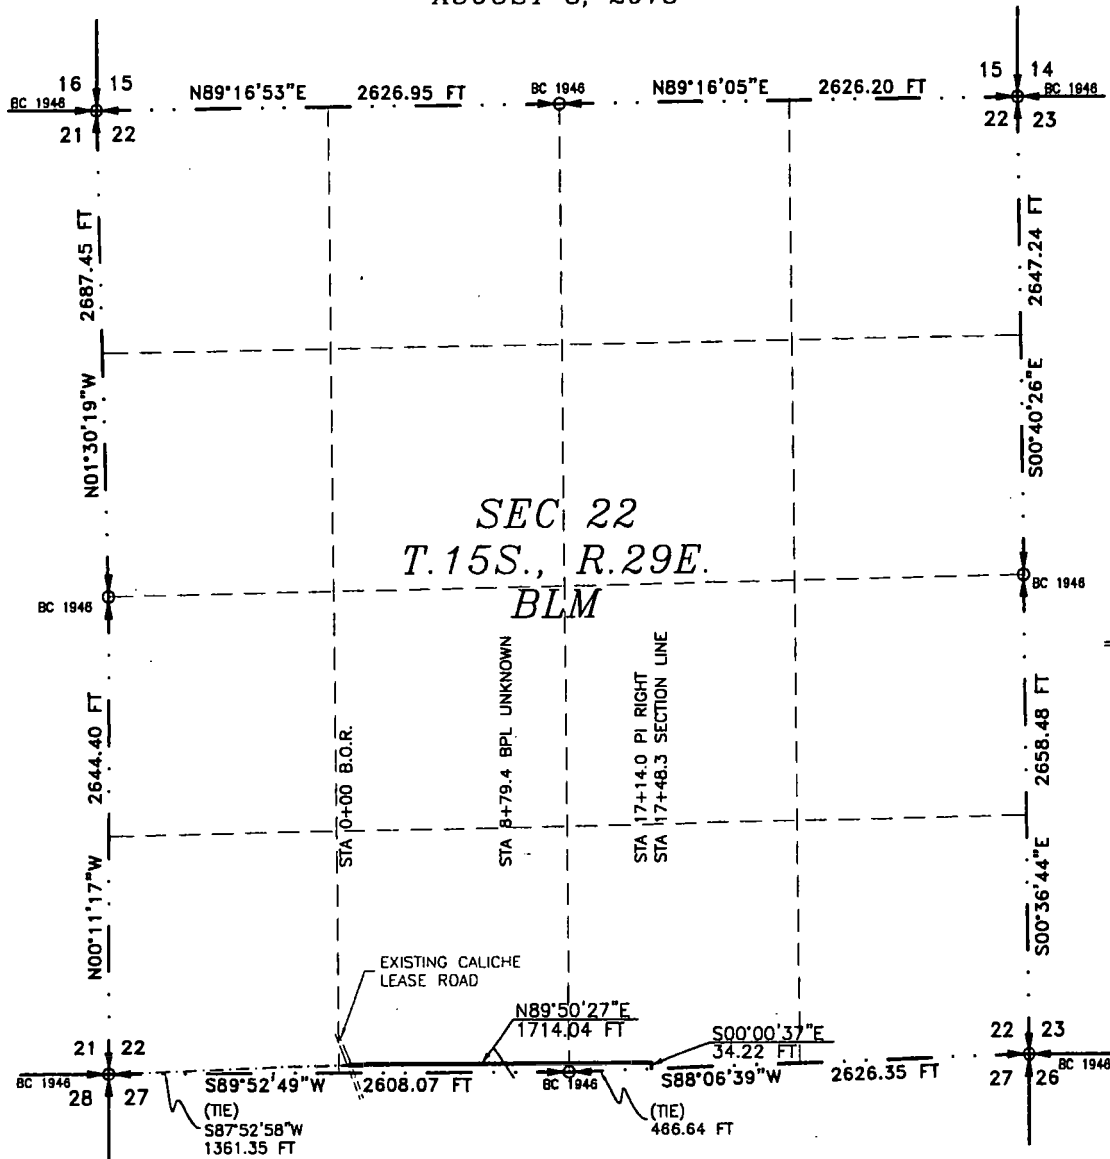 16 15
N89°16'53"E 2626.95 FT
BC 1946
N89°16'05"E 2626.20 FT
15 14
BC 1946
BC 1946
21 22
22 23
2687.45 FT
N01°30'19"W
2647.24 FT
S00°40'26"E
SEC 22
T.15S., R.29E.
BLM
BC 1946
BC 1946
2644.40 FT
N00°11'17"W
STA 0+00 B.O.R.
STA 8+79.4 BPL UNKNOWN
STA 17+14.0 PI RIGHT
STA 17+48.3 SECTION LINE
2658.48 FT
S00°36'44"E
EXISTING CALICHE
LEASE ROAD
N89°50'27"E
1714.04 FT
S00°00'37"E
34.22 FT
21 22
22 23
BC 1946
S89°52'49"W 2608.07 FT
BC 1946
S88°06'39"W 2626.35 FT
BC 1946
28 27
27 26
(TIE)
S87°52'58"W
1361.35 FT
(TIE)
466.64 FT